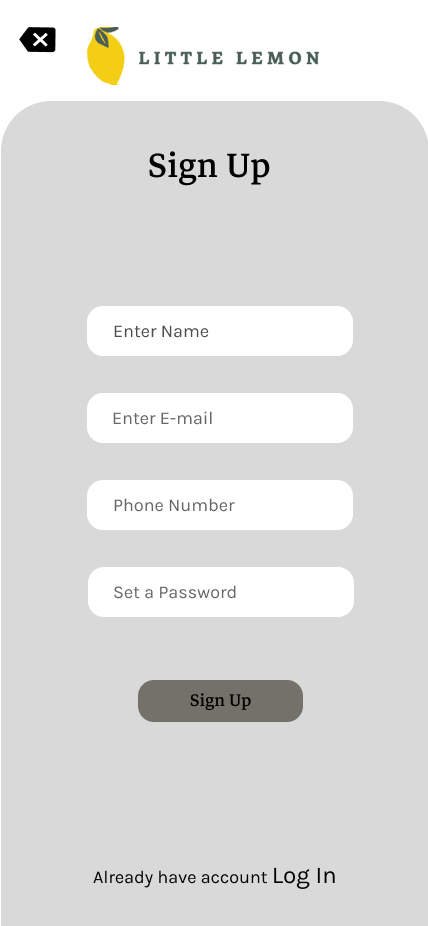 LITTLE LEMON
Sign Up
Enter Name
Enter E-mail
Phone Number
Set a Password
Sign Up
Already have account Log In